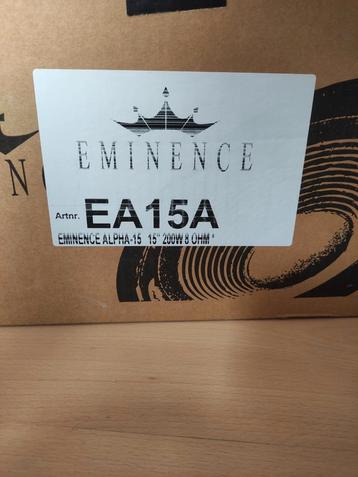 EMINENCE
Artnr. EA15A
EMINENCE ALPHA-15 15" 200W 8 OHM *
N